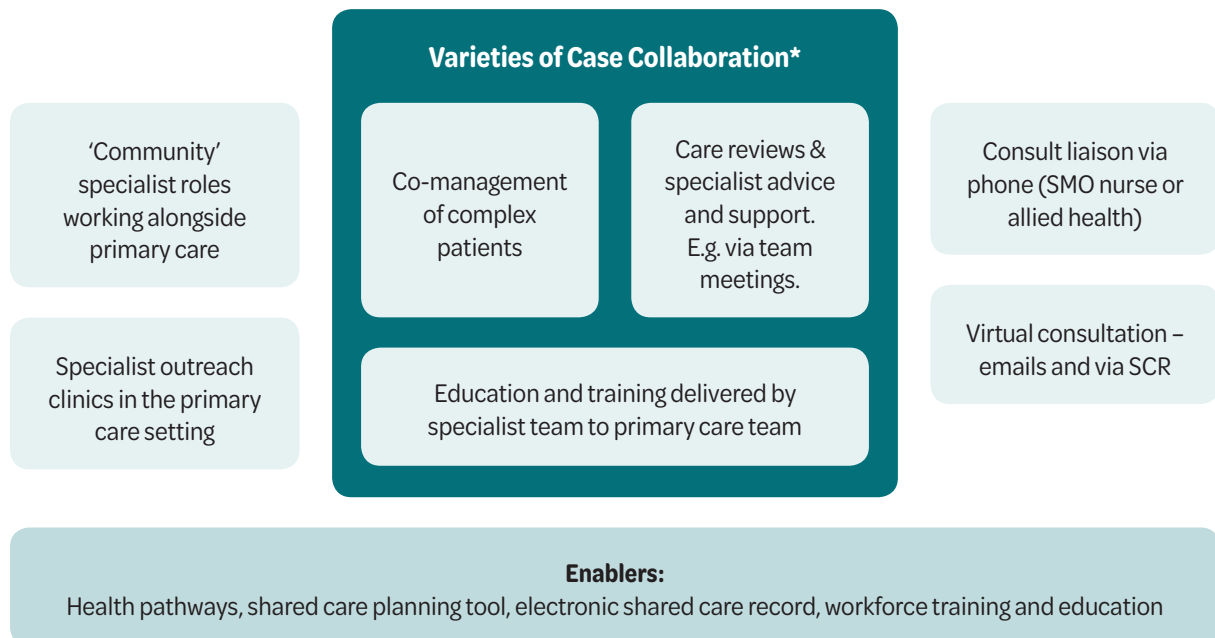 Varieties of Case Collaboration*
‘Community’
specialist roles
working alongside
primary care
Specialist outreach
clinics in the primary
care setting
Co-management
of complex
patients
Care reviews &
specialist advice
and support.
E.g. via team
meetings.
Education and training delivered by
specialist team to primary care team
Consult liaison via
phone (SMO nurse or
allied health)
Virtual consultation –
emails and via SCR
Enablers:
Health pathways, shared care planning tool, electronic shared care record, workforce training and education